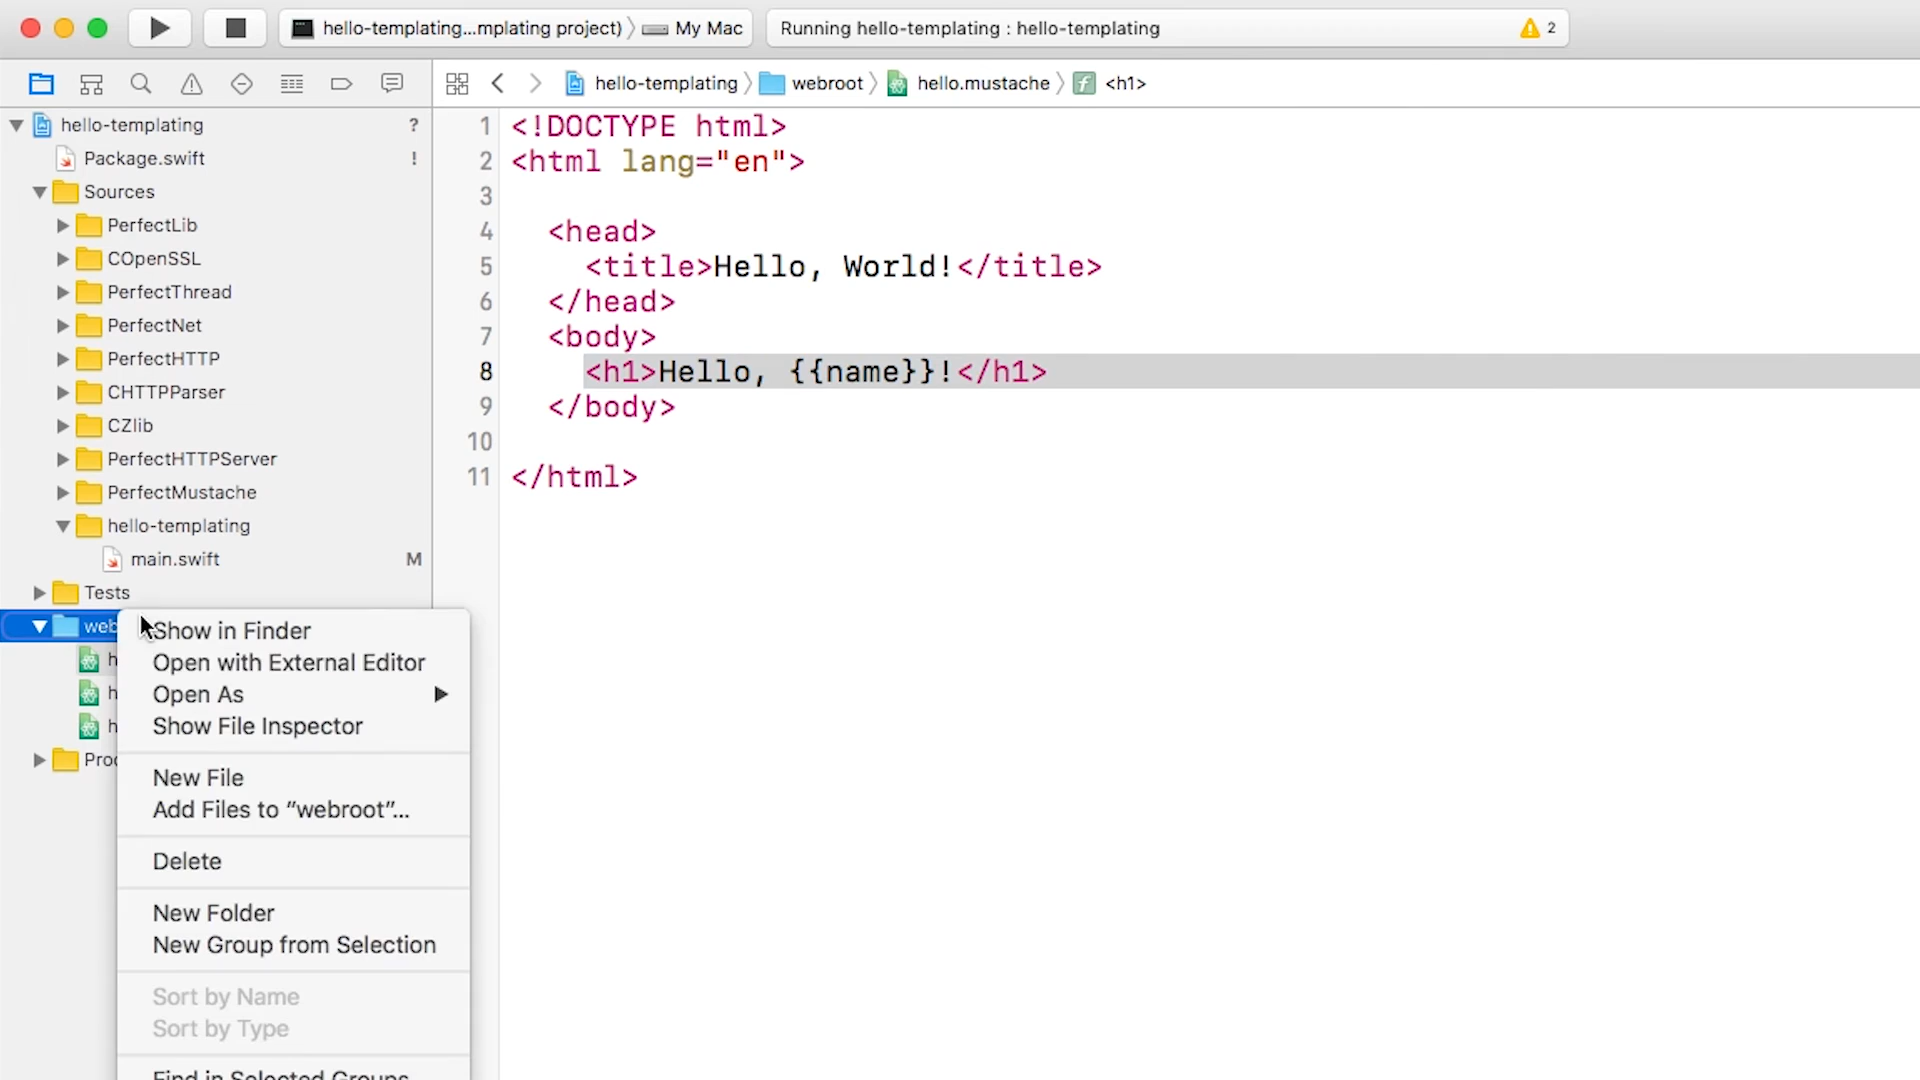 hello-templating...mplating project) My Mac
Running hello-templating : hello-templating
2
hello-templating webroot hello.mustache f <h1>
hello-templating ?
Package.swift !
Sources
PerfectLib
COpenSSL
PerfectThread
PerfectNet
PerfectHTTP
CHTTPParser
CZlib
PerfectHTTPServer
PerfectMustache
hello-templating
main.swift M
Tests
web
h
h
h
Proc
Show in Finder
Open with External Editor
Open As
Show File Inspector
New File
Add Files to “webroot”...
Delete
New Folder
New Group from Selection
Sort by Name
Sort by Type
Find in Selected Groups
1 <!DOCTYPE html>
2 <html lang="en">
3
4 <head>
5 <title>Hello, World!</title>
6 </head>
7 <body>
8 <h1>Hello, {{name}}!</h1>
9 </body>
10
11 </html>